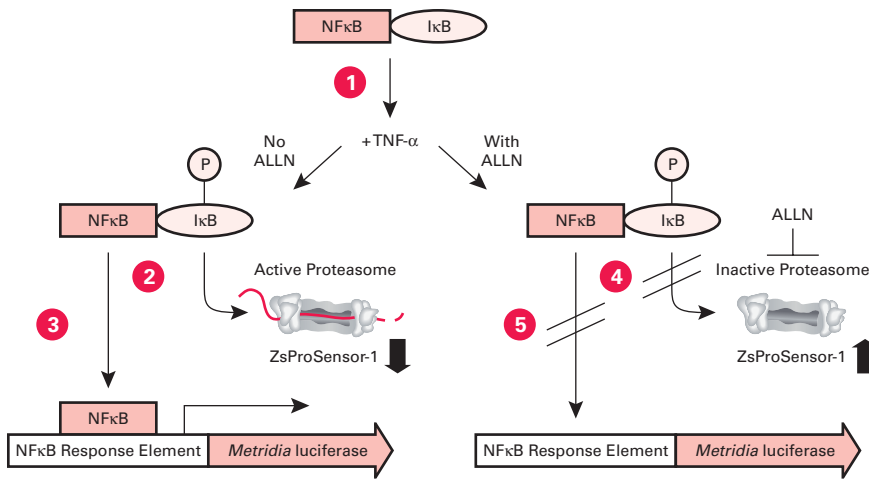 NFκB
IκB
1
No
ALLN
+TNF-α
With
ALLN
P
NFκB
IκB
2
Active Proteasome
3
ZsProSensor-1
NFκB
NFκB Response Element
Metridia luciferase
P
NFκB
IκB
ALLN
4
Inactive Proteasome
5
ZsProSensor-1
NFκB Response Element
Metridia luciferase